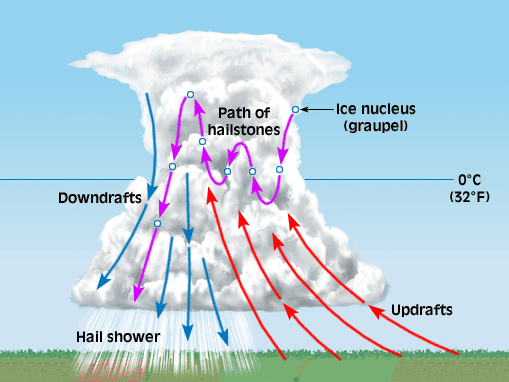 Path of
hailstones
Ice nucleus
(graupel)
0°C
(32°F)
Downdrafts
Updrafts
Hail shower